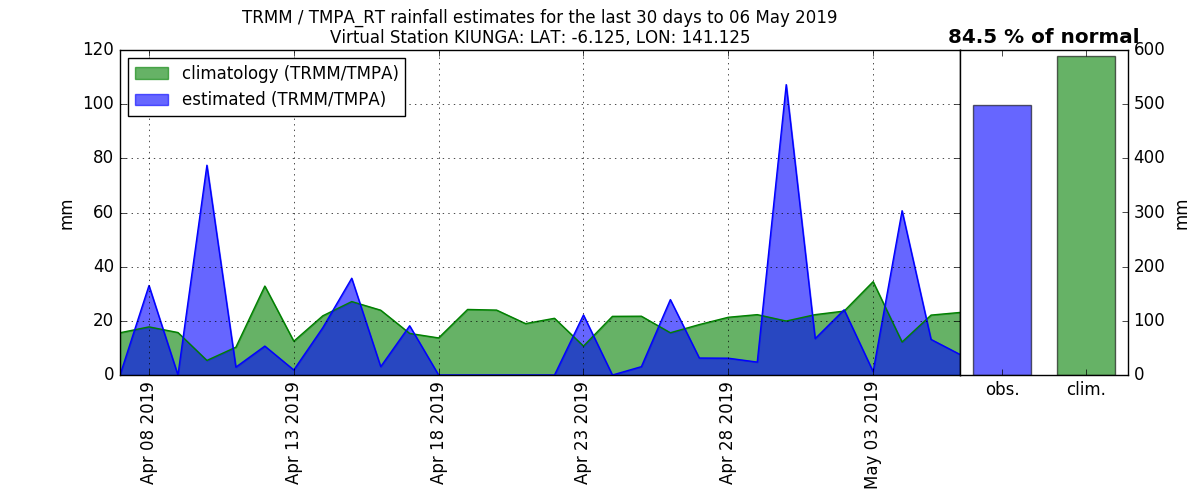 TRMM / TMPA_RT rainfall estimates for the last 30 days to 06 May 2019
Virtual Station KIUNGA: LAT: -6.125, LON: 141.125
84.5 % of normal
climatology (TRMM/TMPA)
estimated (TRMM/TMPA)
120
100
80
60
40
20
0
mm
Apr 08 2019
Apr 13 2019
Apr 18 2019
Apr 23 2019
Apr 28 2019
May 03 2019
600
500
400
300
200
100
0
mm
obs.
clim.